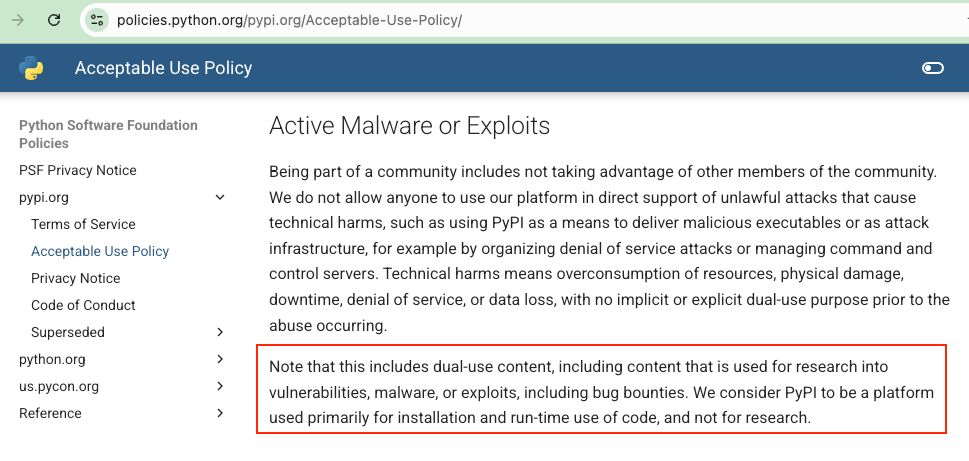 policies.python.org/pypi.org/Acceptable-Use-Policy/
Acceptable Use Policy
Python Software Foundation
Policies
PSF Privacy Notice
pypi.org
Terms of Service
Acceptable Use Policy
Privacy Notice
Code of Conduct
Superseded
python.org
us.pycon.org
Reference
Active Malware or Exploits
Being part of a community includes not taking advantage of other members of the community.
We do not allow anyone to use our platform in direct support of unlawful attacks that cause
technical harms, such as using PyPI as a means to deliver malicious executables or as attack
infrastructure, for example by organizing denial of service attacks or managing command and
control servers. Technical harms means overconsumption of resources, physical damage,
downtime, denial of service, or data loss, with no implicit or explicit dual-use purpose prior to the
abuse occurring.
Note that this includes dual-use content, including content that is used for research into
vulnerabilities, malware, or exploits, including bug bounties. We consider PyPI to be a platform
used primarily for installation and run-time use of code, and not for research.